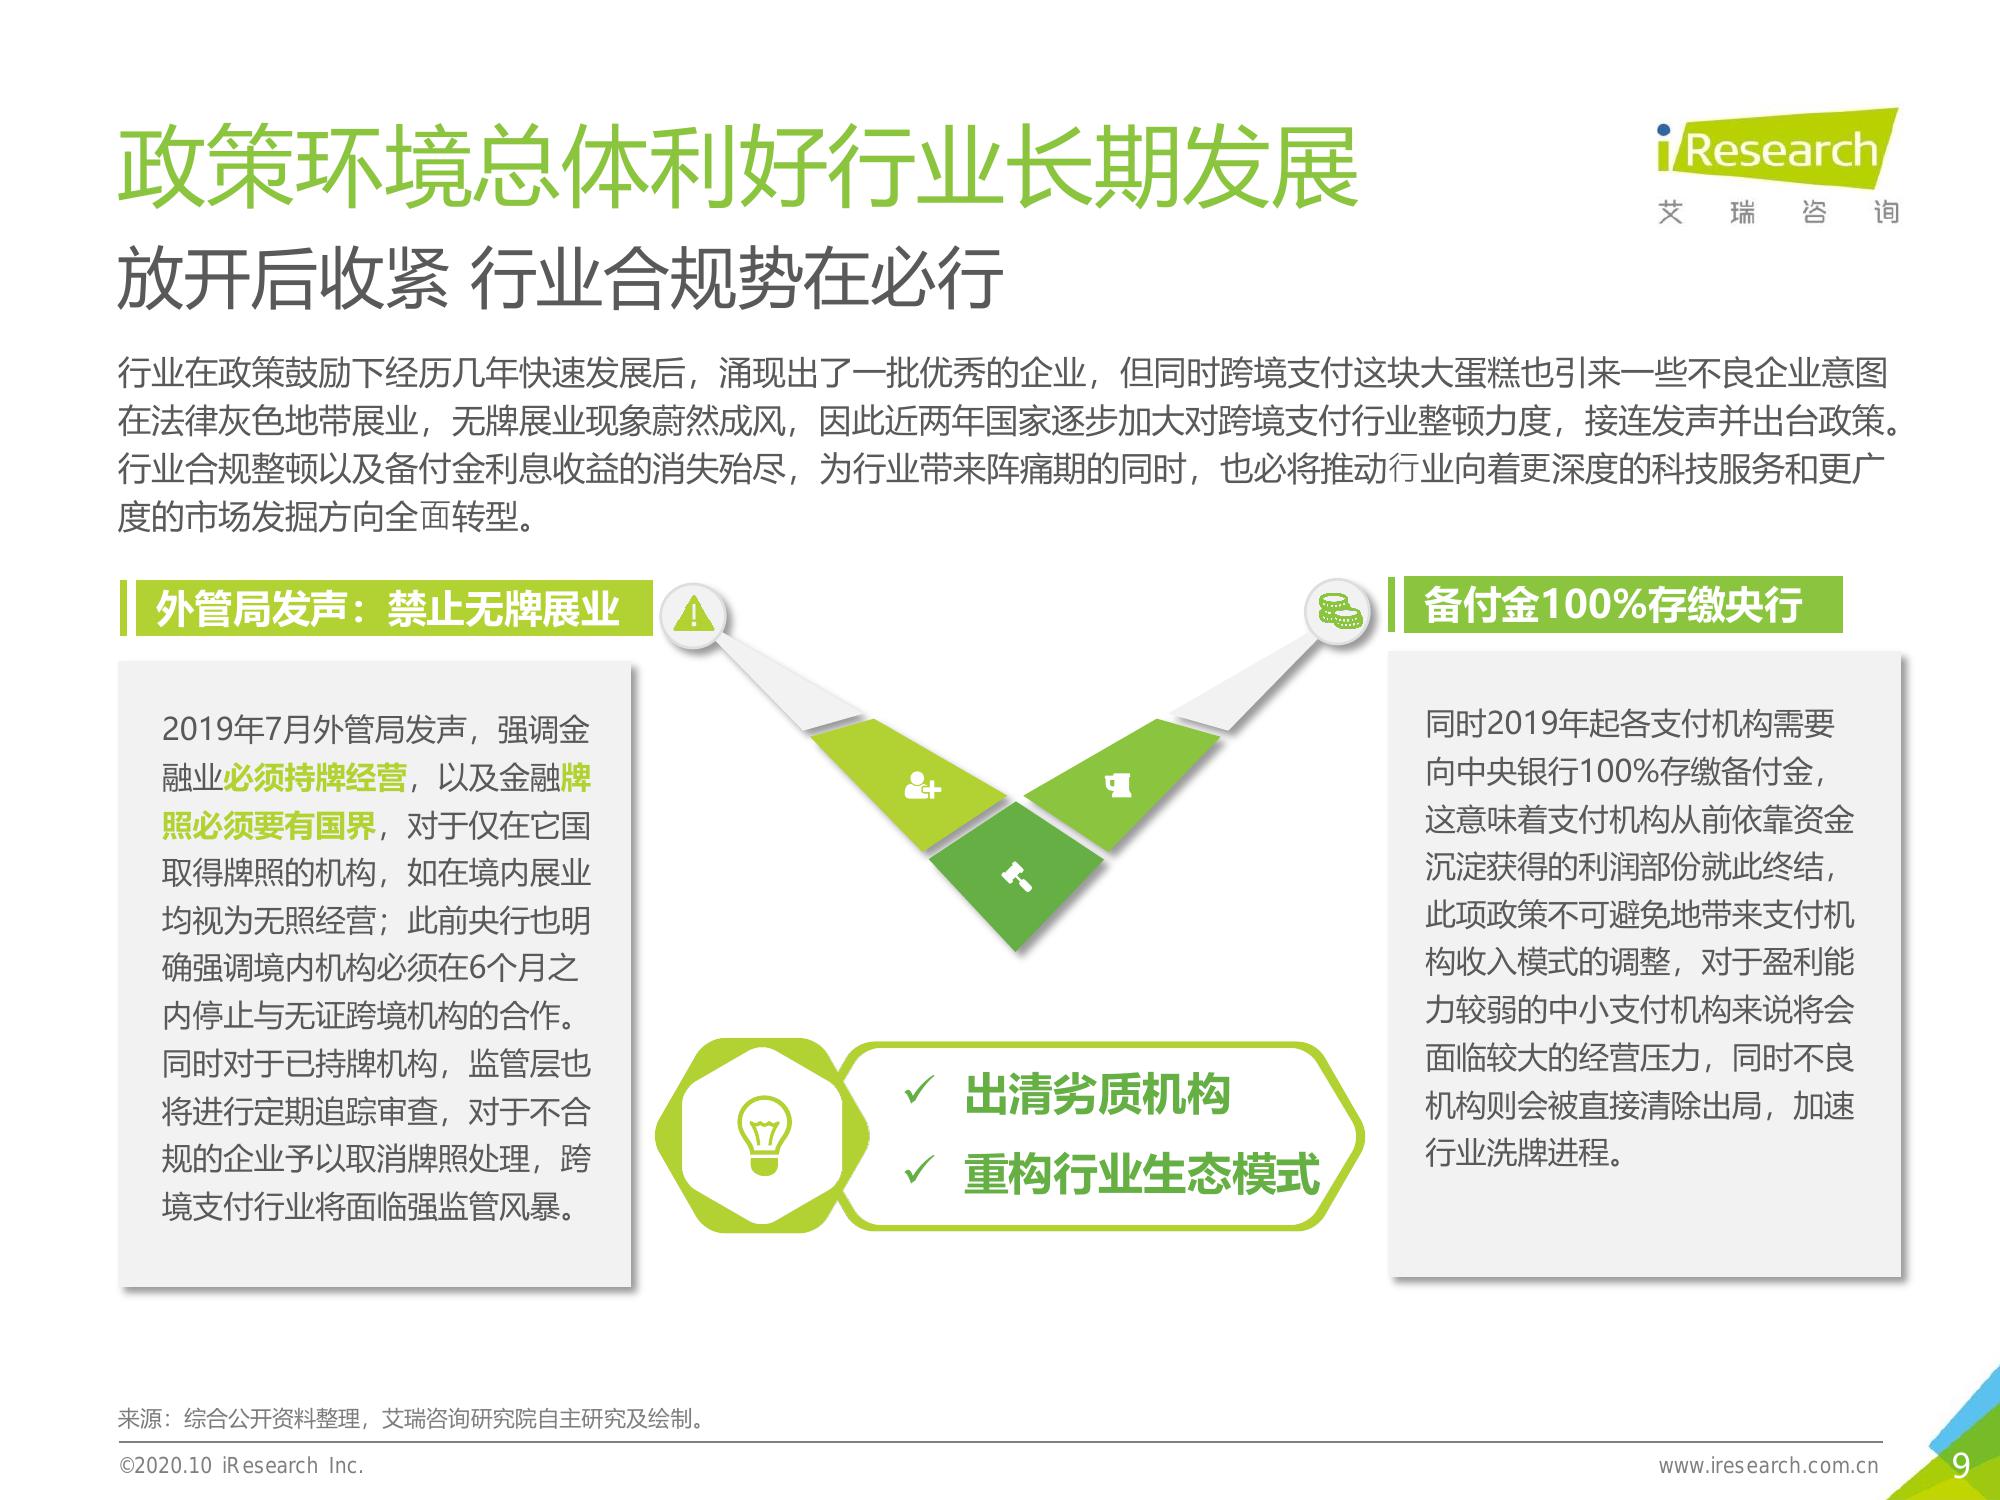 政策环境总体利好行业长期发展
iResearch
艾瑞咨询
放开后收紧 行业合规势在必行
行业在政策鼓励下经历几年快速发展后，涌现出了一批优秀的企业，但同时跨境支付这块大蛋糕也引来一些不良企业意图
在法律灰色地带展业，无牌展业现象蔚然成风，因此近两年国家逐步加大对跨境支付行业整顿力度，接连发声并出台政策。
行业合规整顿以及备付金利息收益的消失殆尽，为行业带来阵痛期的同时，也必将推动行业向着更深度的科技服务和更广
度的市场发掘方向全面转型。
外管局发声：禁止无牌展业
2019年7月外管局发声，强调金
融业必须持牌经营，以及金融牌
照必须要有国界，对于仅在它国
取得牌照的机构，如在境内展业
均视为无照经营；此前央行也明
确强调境内机构必须在6个月之
内停止与无证跨境机构的合作。
同时对于已持牌机构，监管层也
将进行定期追踪审查，对于不合
规的企业予以取消牌照处理，跨
境支付行业将面临强监管风暴。
✓ 出清劣质机构
✓ 重构行业生态模式
备付金100%存缴央行
同时2019年起各支付机构需要
向中央银行100%存缴备付金，
这意味着支付机构从前依靠资金
沉淀获得的利润部份就此终结，
此项政策不可避免地带来支付机
构收入模式的调整，对于盈利能
力较弱的中小支付机构来说将会
面临较大的经营压力，同时不良
机构则会被直接清除出局，加速
行业洗牌进程。
来源：综合公开资料整理，艾瑞咨询研究院自主研究及绘制。
©2020.10 iResearch Inc.
www.iresearch.com.cn
9